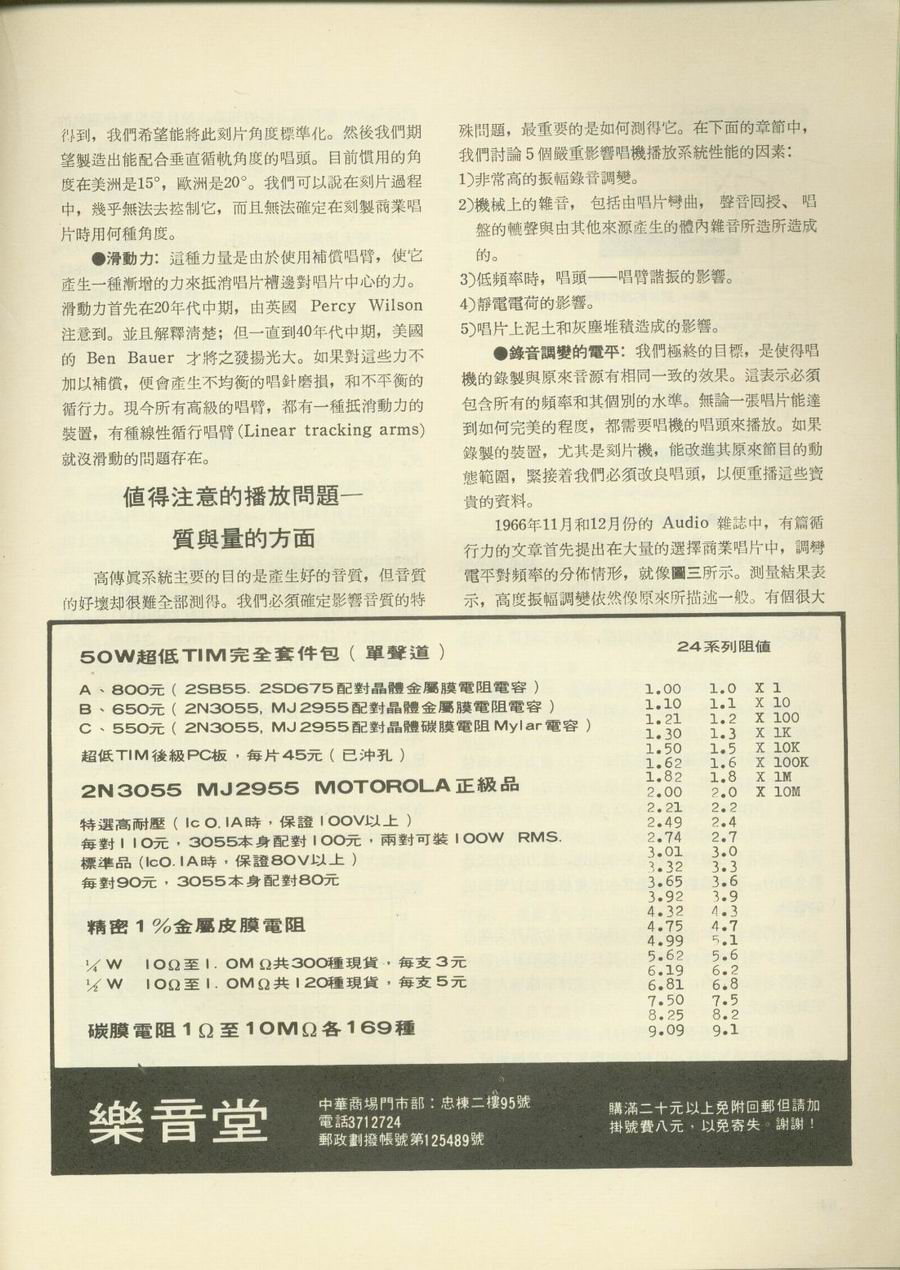 得到，我們希望能將此刻片角度標準化。然後我們期
望製造出能配合垂直循軌角度的唱頭。目前慣用的角
度在美洲是15°，歐洲是20°。我們可以說在刻片過程
中，幾乎無法去控制它，而且無法確定在刻製商業唱
片時用何種角度。
●滑動力：這種力量是由於使用補償唱臂，使它
產生一種漸增的力來抵消唱片槽邊對唱片中心的力。
滑動力首先在20年代中期，由英國 Percy Wilson
注意到。並且解釋清楚；但一直到40年代中期，美國
的 Ben Bauer 才將之發揚光大。如果對這些力不
加以補償，便會產生不均衡的唱針磨損，和不平衡的
循行力。現今所有高級的唱臂，都有一種抵消動力的
裝置，有種線性循行唱臂(Linear tracking arms)
就沒滑動的問題存在。
值得注意的播放問題—
質與量的方面
高傳眞系統主要的目的是產生好的音質，但音質
的好壞却很難全部測得。我們必須確定影響音質的特
殊問題，最重要的是如何測得它。在下面的章節中，
我們討論5個嚴重影響唱機播放系統性能的因素：
1)非常高的振幅錄音調變。
2)機械上的雜音，包括由唱片彎曲，聲音囘授、唱
盤的轆聲與由其他來源產生的體內雜音所造所造成
的。
3)低頻率時，唱頭——唱臂諧振的影響。
4)靜電電荷的影響。
5)唱片上泥土和灰塵堆積造成的影響。
●錄音調變的電平：我們極終的目標，是使得唱
機的錄製與原來音源有相同一致的效果。這表示必須
包含所有的頻率和其個別的水準。無論一張唱片能達
到如何完美的程度，都需要唱機的唱頭來播放。如果
錄製的裝置，尤其是刻片機，能改進其原來節目的動
態範圍，緊接着我們必須改良唱頭，以便重播這些寶
貴的資料。
1966年11月和12月份的 Audio 雜誌中，有篇循
行力的文章首先提出在大量的選擇商業唱片中，調彎
電平對頻率的分佈情形，就像圖三所示。測量結果表
示，高度振幅調變依然像原來所描述一般。有個很大
50W超低TIM完全套件包（單聲道）
A、800元（2SB55. 2SD675配對晶體金屬膜電阻電容）
B、650元（2N3055, MJ2955配對晶體金屬膜電阻電容）
C、550元（2N3055, MJ2955配對晶體碳膜電阻Mylar電容）
超低TIM後級PC板，每片45元（已沖孔）
2N3055 MJ2955 MOTOROLA正級品
特選高耐壓（Ic 0.1A時，保證100V以上）
每對110元，3055本身配對100元，兩對可裝100W RMS.
標準品(Ic0.1A時，保證80V以上）
每對90元，3055本身配對80元
精密1%金屬皮膜電阻
¼W 10Ω至1.0MΩ共300種現貨，每支3元
½W 10Ω至1.0MΩ共120種現貨，每支5元
碳膜電阻1Ω至10MΩ各169種
24系列阻值
1.00 1.0 X 1
1.10 1.1 X 10
1.21 1.2 X 100
1.30 1.3 X 1K
1.50 1.5 X 10K
1.62 1.6 X 100K
1.82 1.8 X 1M
2.00 2.0 X 10M
2.21 2.2
2.49 2.4
2.74 2.7
3.01 3.0
3.32 3.3
3.65 3.6
3.92 3.9
4.32 4.3
4.75 4.7
4.99 5.1
5.62 5.6
6.19 6.2
6.81 6.8
7.50 7.5
8.25 8.2
9.09 9.1
樂音堂
中華商場門市部：忠棟二樓95號
電話3712724
郵政劃撥帳號第125489號
購滿二十元以上免附回郵但請加
掛號費八元，以免寄失。謝謝！